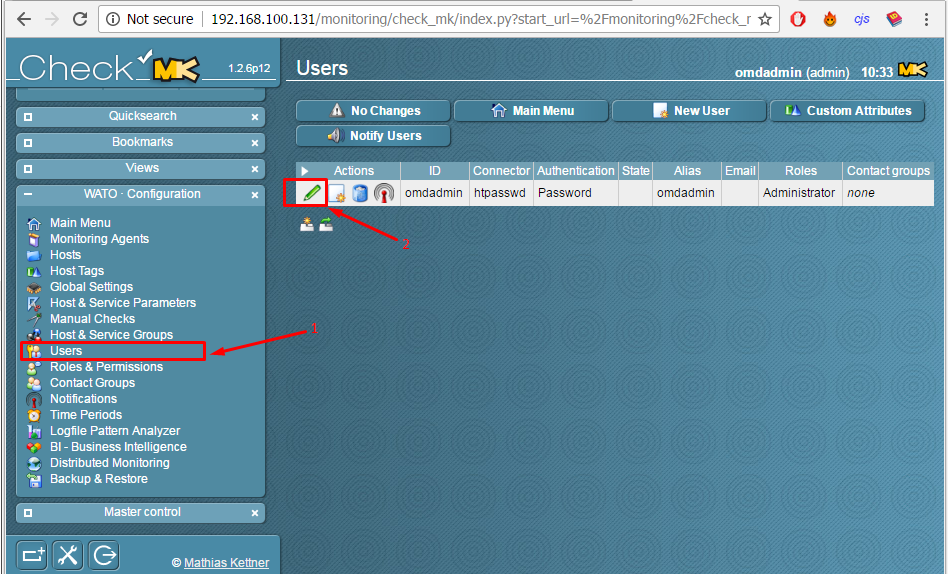 Not secure 192.168.100.131/monitoring/check_mk/index.py?start_url=%2Fmonitoring%2Fcheck_r
cjs
Check MK 1.2.6p12
Quicksearch
Bookmarks
Views
WATO · Configuration
Main Menu
Monitoring Agents
Hosts
Host Tags
Global Settings
Host & Service Parameters
Manual Checks
Host & Service Groups
Users
Roles & Permissions
Contact Groups
Notifications
Time Periods
Logfile Pattern Analyzer
BI - Business Intelligence
Distributed Monitoring
Backup & Restore
Master control
© Mathias Kettner
Users
omdadmin (admin) 10:33 MK
No Changes Main Menu New User Custom Attributes
Notify Users
Actions ID Connector Authentication State Alias Email Roles Contact groups
omdadmin htpasswd Password omdadmin Administrator none
2
1